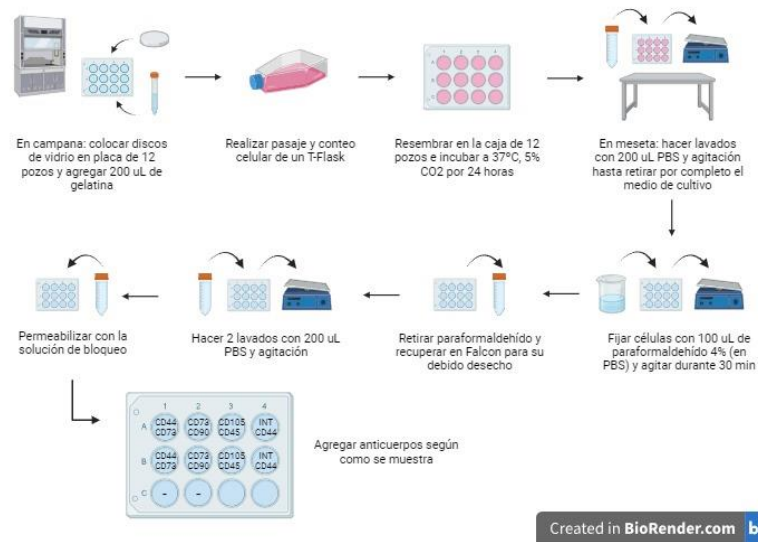 En campana: colocar discos
de vidrio en placa de 12
pozos y agregar 200 uL de
gelatina
Realizar pasaje y conteo
celular de un T-Flask
Resembrar en la caja de 12
pozos e incubar a 37ºC, 5%
CO2 por 24 horas
En meseta: hacer lavados
con 200 uL PBS y agitación
hasta retirar por completo el
medio de cultivo
Fijar células con 100 uL de
paraformaldehído 4% (en
PBS) y agitar durante 30 min
Retirar paraformaldehído y
recuperar en Falcon para su
debido desecho
Hacer 2 lavados con 200 uL
PBS y agitación
Permeabilizar con la
solución de bloqueo
1 2 3 4
A CD44 CD73 CD105 INT
CD73 CD90 CD45 CD44
B CD44 CD73 CD105 INT
CD73 CD90 CD45 CD44
C - -
Agregar anticuerpos según
como se muestra
Created in BioRender.com b